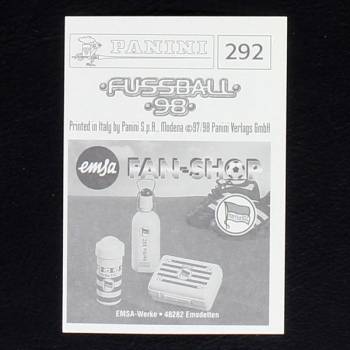 PANINI
292
FUSSBALL
98
Printed in Italy by Panini S.p.A., Modena ©97/98 Panini Verlags GmbH
emsa FAN-SHOP
EMSA-Werke • 48282 Emsdetten